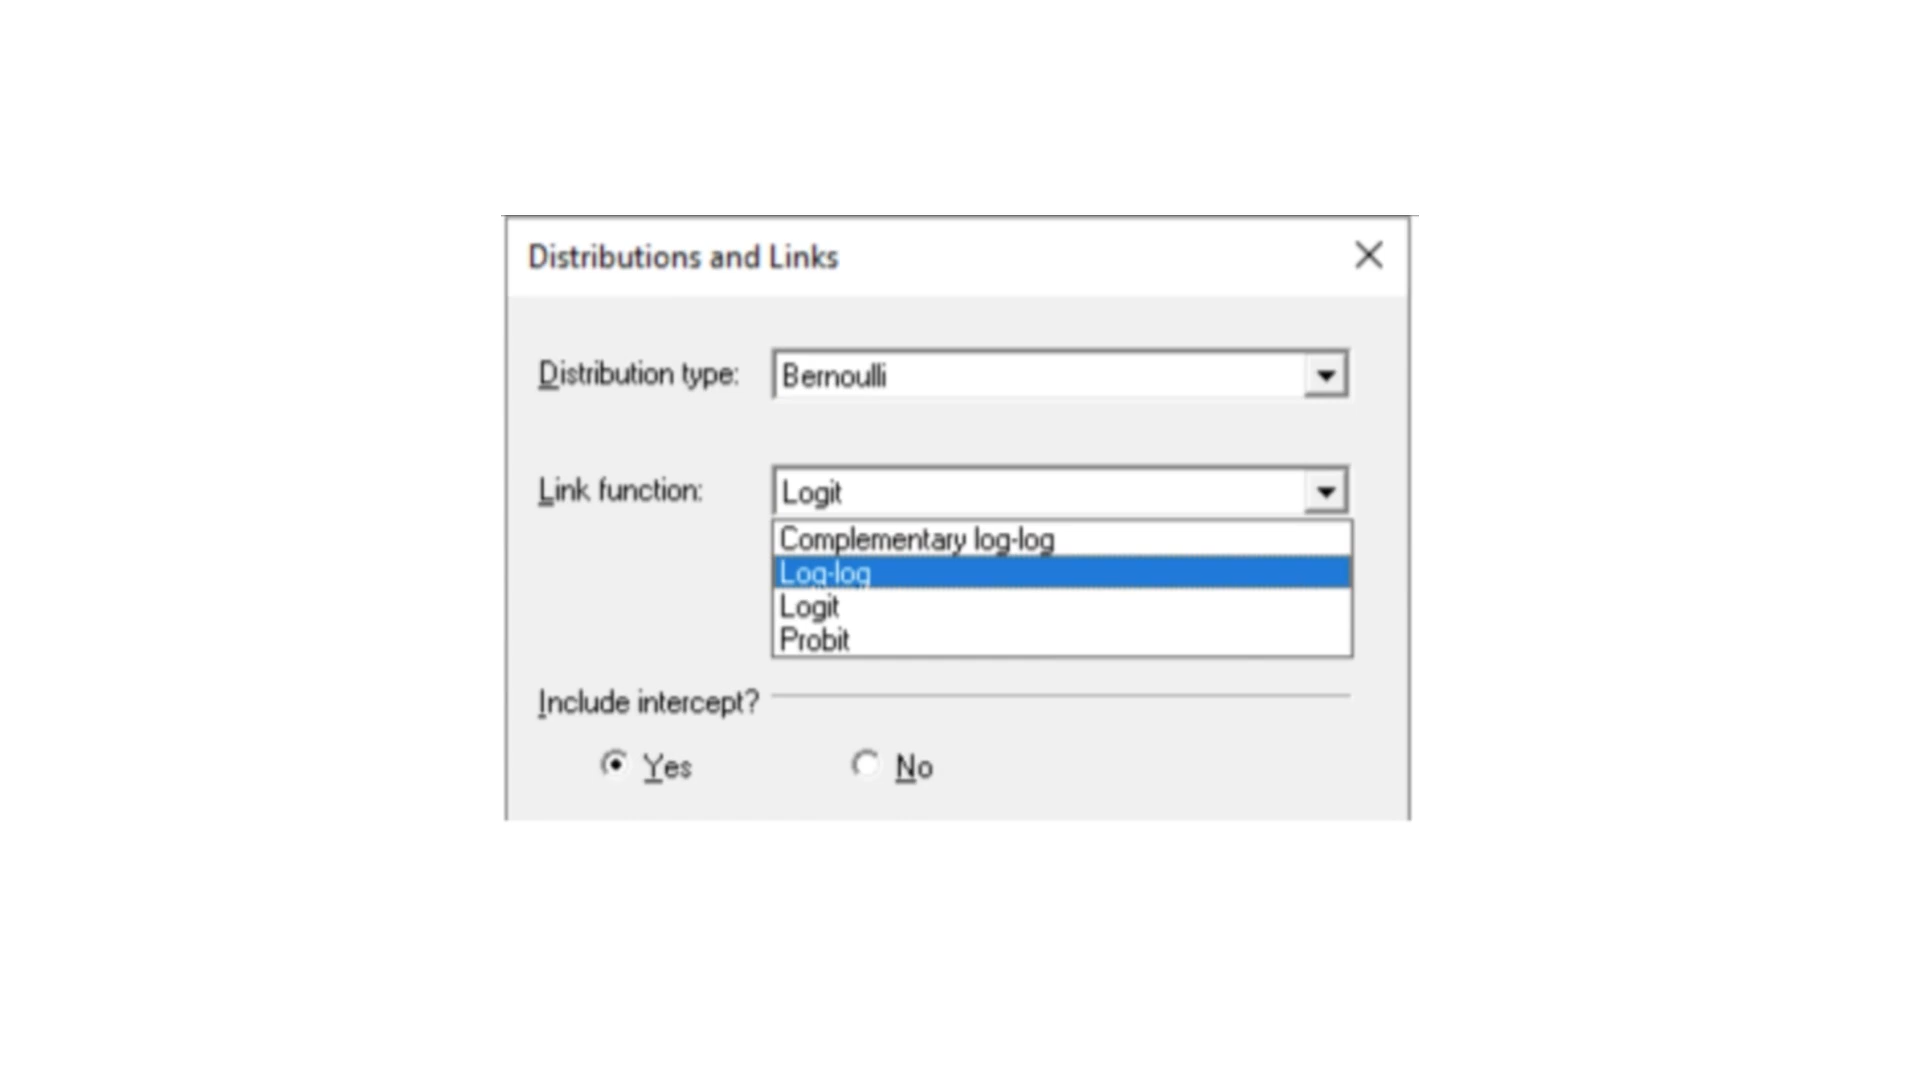 Distributions and Links
Distribution type: Bernoulli
Link function: Logit
Complementary log-log
Log-log
Logit
Probit
Include intercept?
Yes No